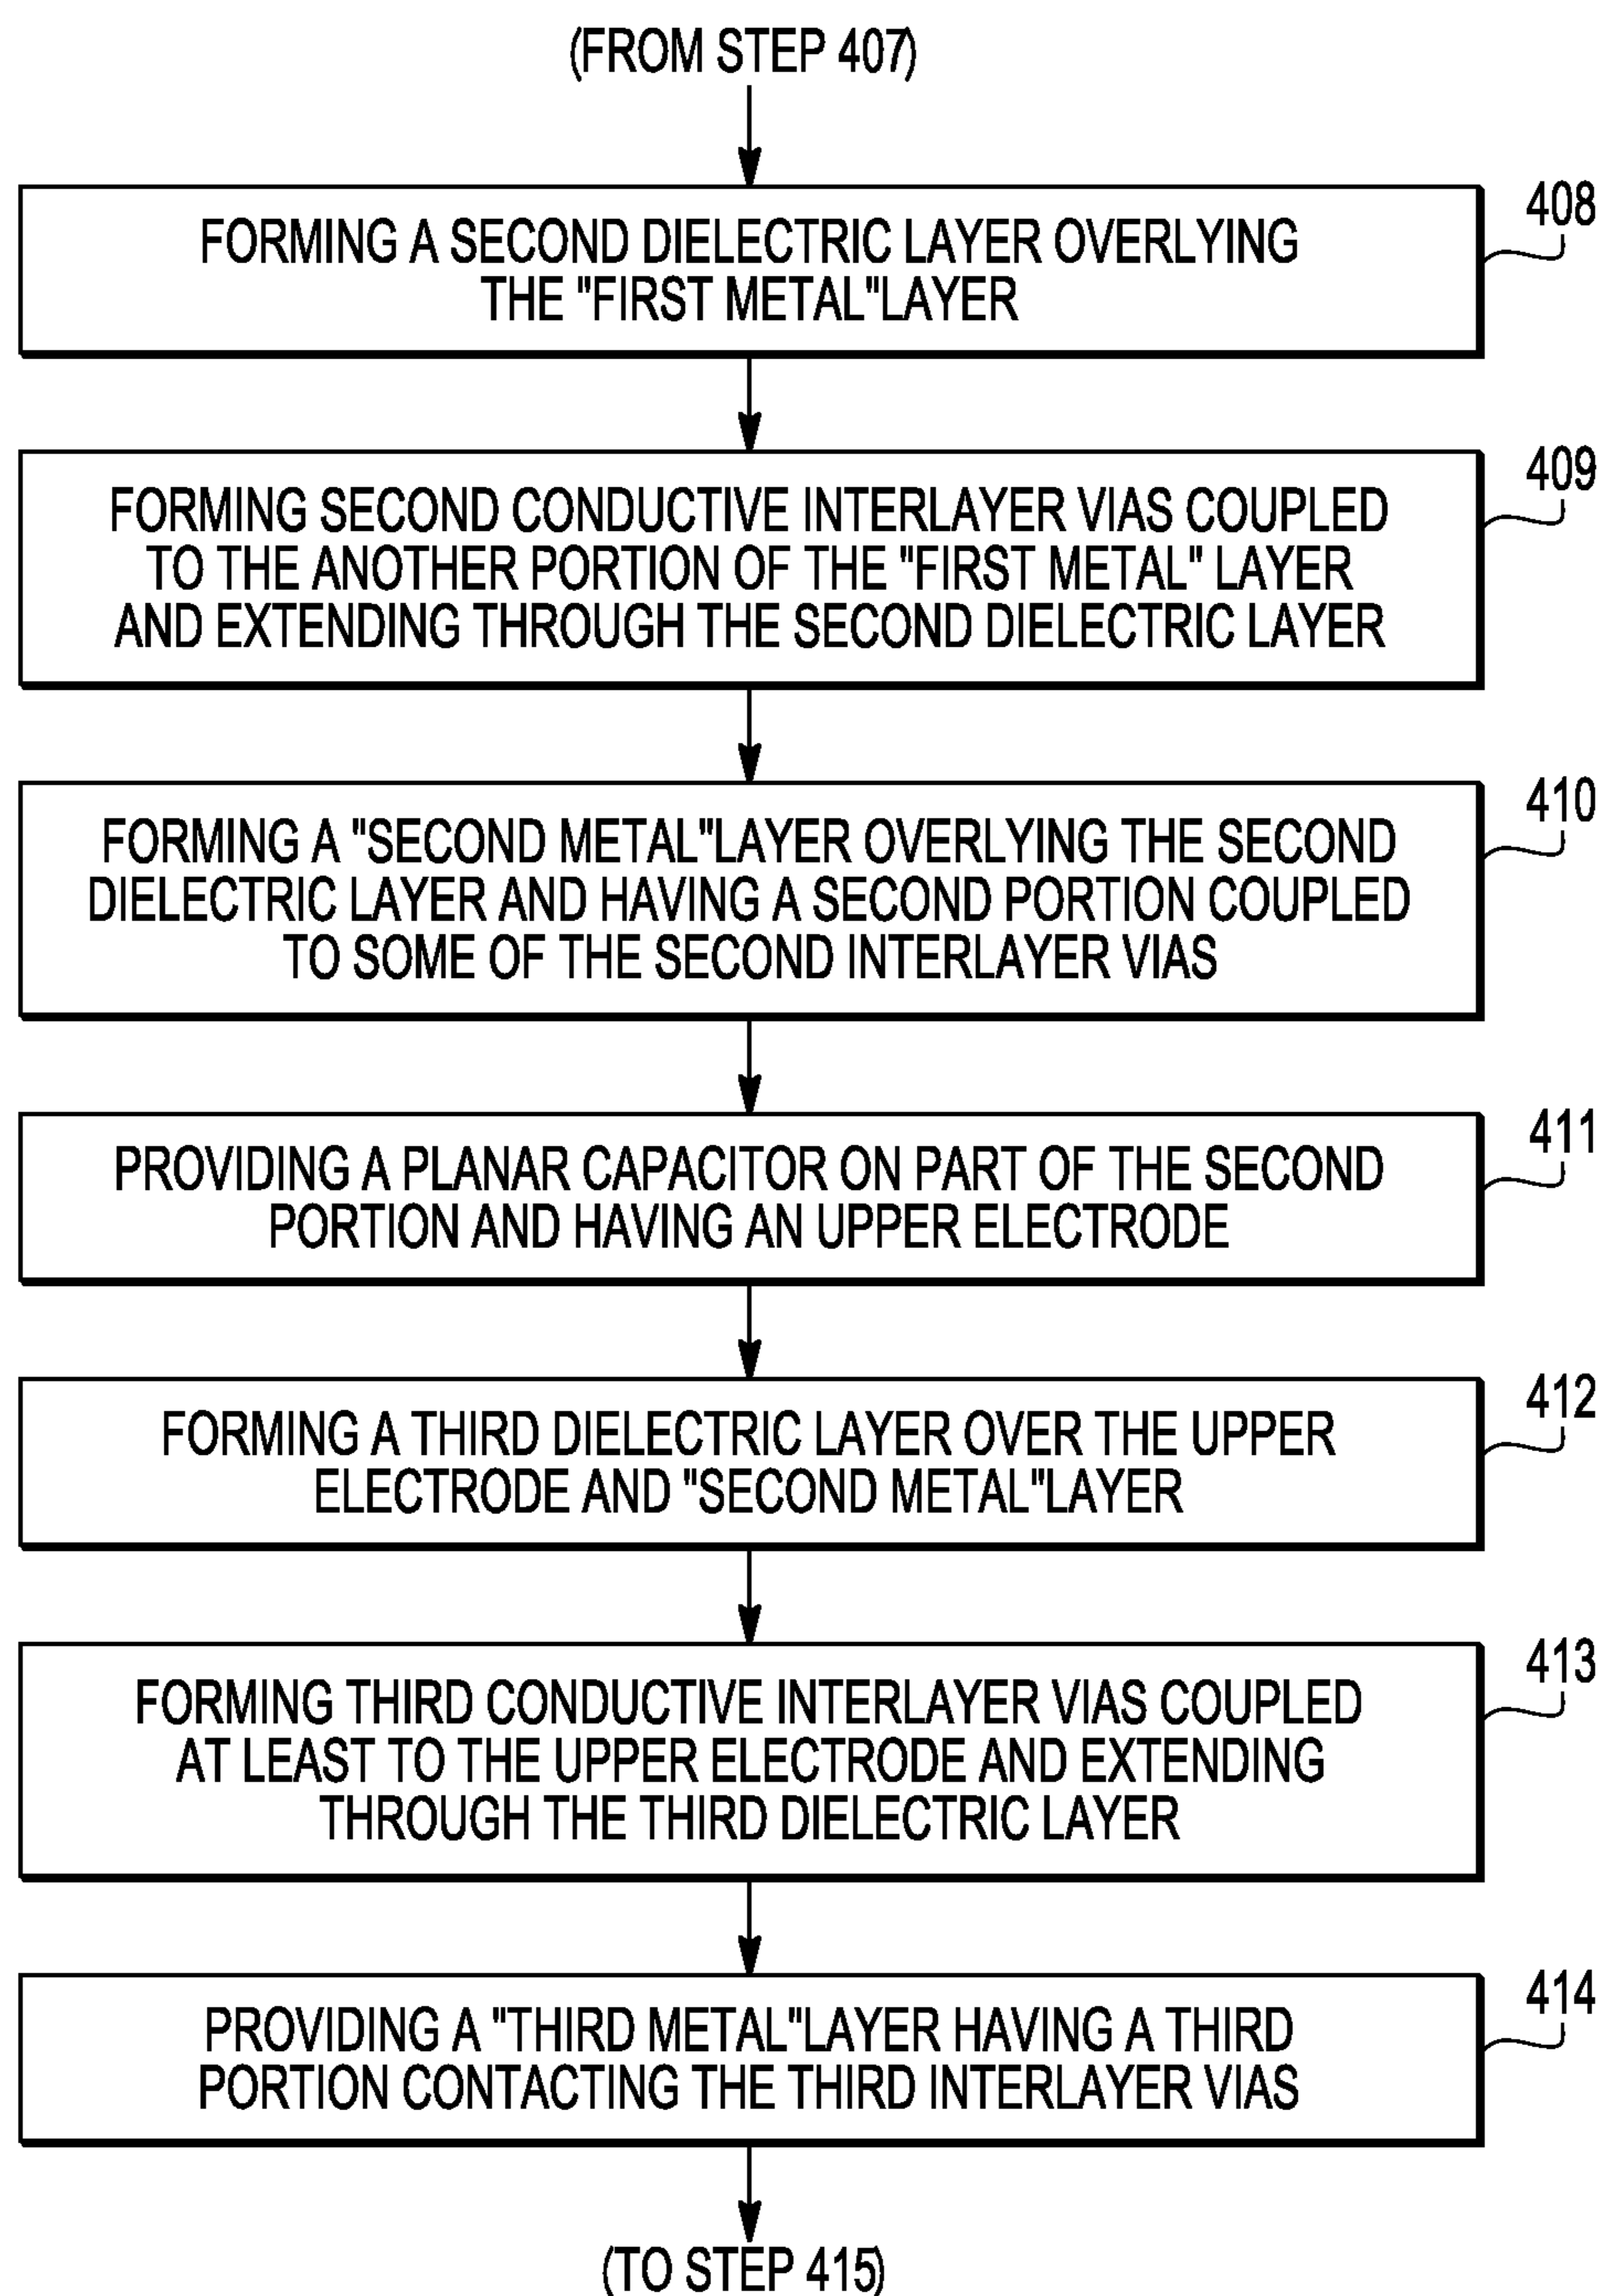 (FROM STEP 407)
408
FORMING A SECOND DIELECTRIC LAYER OVERLYING
THE "FIRST METAL"LAYER
409
FORMING SECOND CONDUCTIVE INTERLAYER VIAS COUPLED
TO THE ANOTHER PORTION OF THE "FIRST METAL" LAYER
AND EXTENDING THROUGH THE SECOND DIELECTRIC LAYER
410
FORMING A "SECOND METAL"LAYER OVERLYING THE SECOND
DIELECTRIC LAYER AND HAVING A SECOND PORTION COUPLED
TO SOME OF THE SECOND INTERLAYER VIAS
411
PROVIDING A PLANAR CAPACITOR ON PART OF THE SECOND
PORTION AND HAVING AN UPPER ELECTRODE
412
FORMING A THIRD DIELECTRIC LAYER OVER THE UPPER
ELECTRODE AND "SECOND METAL"LAYER
413
FORMING THIRD CONDUCTIVE INTERLAYER VIAS COUPLED
AT LEAST TO THE UPPER ELECTRODE AND EXTENDING
THROUGH THE THIRD DIELECTRIC LAYER
414
PROVIDING A "THIRD METAL"LAYER HAVING A THIRD
PORTION CONTACTING THE THIRD INTERLAYER VIAS
(TO STEP 415)